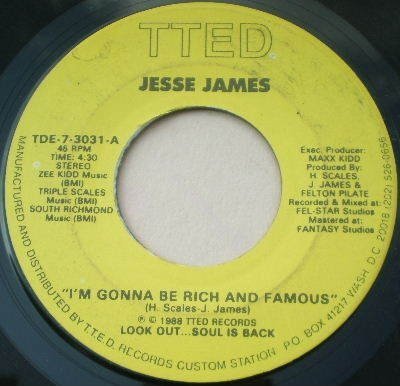 TTED
JESSE JAMES
TDE-7-3031-A
45 RPM
TIME: 4:30
STEREO
ZEE KIDD Music
(BMI)
TRIPLE SCALES
Music (BMI)
SOUTH RICHMOND
Music (BMI)
Exec. Producer:
MAXX KIDD
Produced By:
H. SCALES,
J. JAMES &
FELTON PILATE
Recorded & Mixed at
FEL-STAR Studios
Mastered at:
FANTASY Studios
"I'M GONNA BE RICH AND FAMOUS"
(H. Scales-J. James)
℗ © 1988 TTED RECORDS
LOOK OUT...SOUL IS BACK
MANUFACTURED AND DISTRIBUTED BY T.T.E.D. RECORDS CUSTOM STATION PO. BOX 41217 WASH D.C. 20018 (202) 526-0656